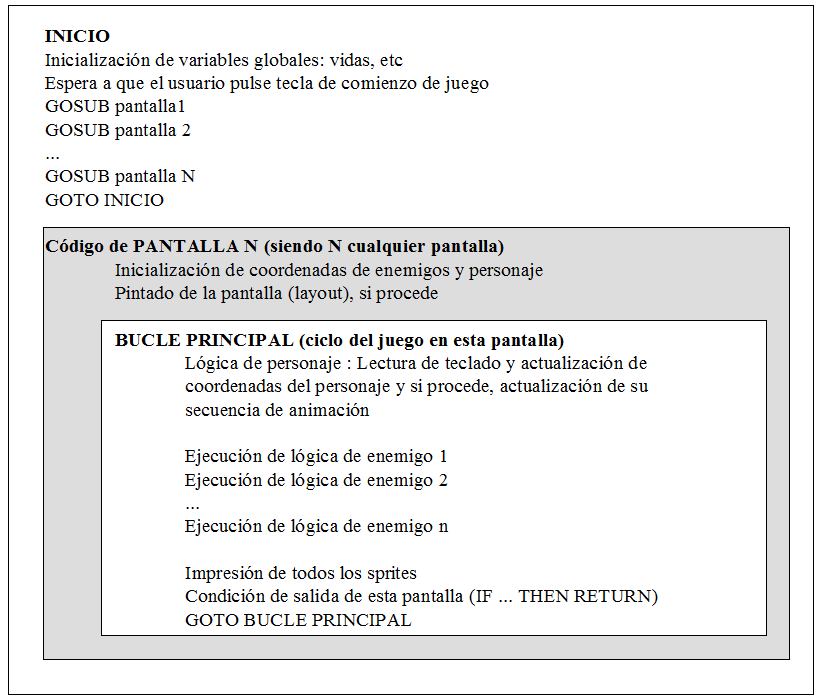 INICIO
Inicialización de variables globales: vidas, etc
Espera a que el usuario pulse tecla de comienzo de juego
GOSUB pantalla1
GOSUB pantalla 2
...
GOSUB pantalla N
GOTO INICIO
Código de PANTALLA N (siendo N cualquier pantalla)
Inicialización de coordenadas de enemigos y personaje
Pintado de la pantalla (layout), si procede
BUCLE PRINCIPAL (ciclo del juego en esta pantalla)
Lógica de personaje : Lectura de teclado y actualización de
coordenadas del personaje y si procede, actualización de su
secuencia de animación
Ejecución de lógica de enemigo 1
Ejecución de lógica de enemigo 2
...
Ejecución de lógica de enemigo n
Impresión de todos los sprites
Condición de salida de esta pantalla (IF ... THEN RETURN)
GOTO BUCLE PRINCIPAL